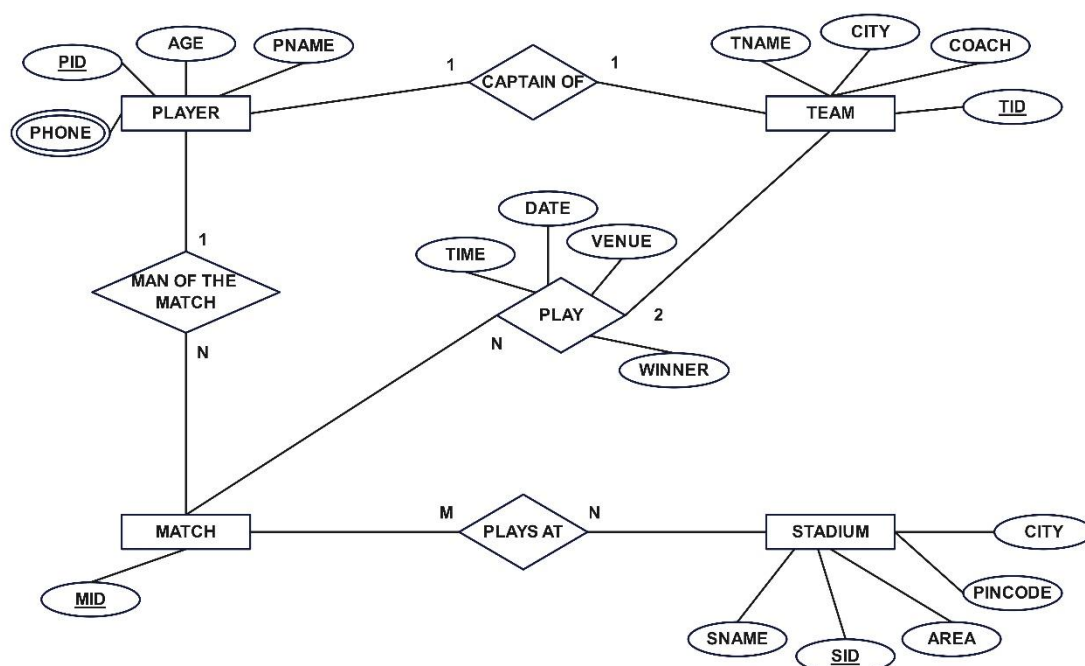 AGE
PNAME
PID
PHONE
PLAYER
1
CAPTAIN OF
1
TNAME
CITY
COACH
TID
TEAM
DATE
TIME
VENUE
1
MAN OF THE
MATCH
N
PLAY
N
2
WINNER
MATCH
M
PLAYS AT
N
STADIUM
CITY
MID
PINCODE
SNAME
AREA
SID